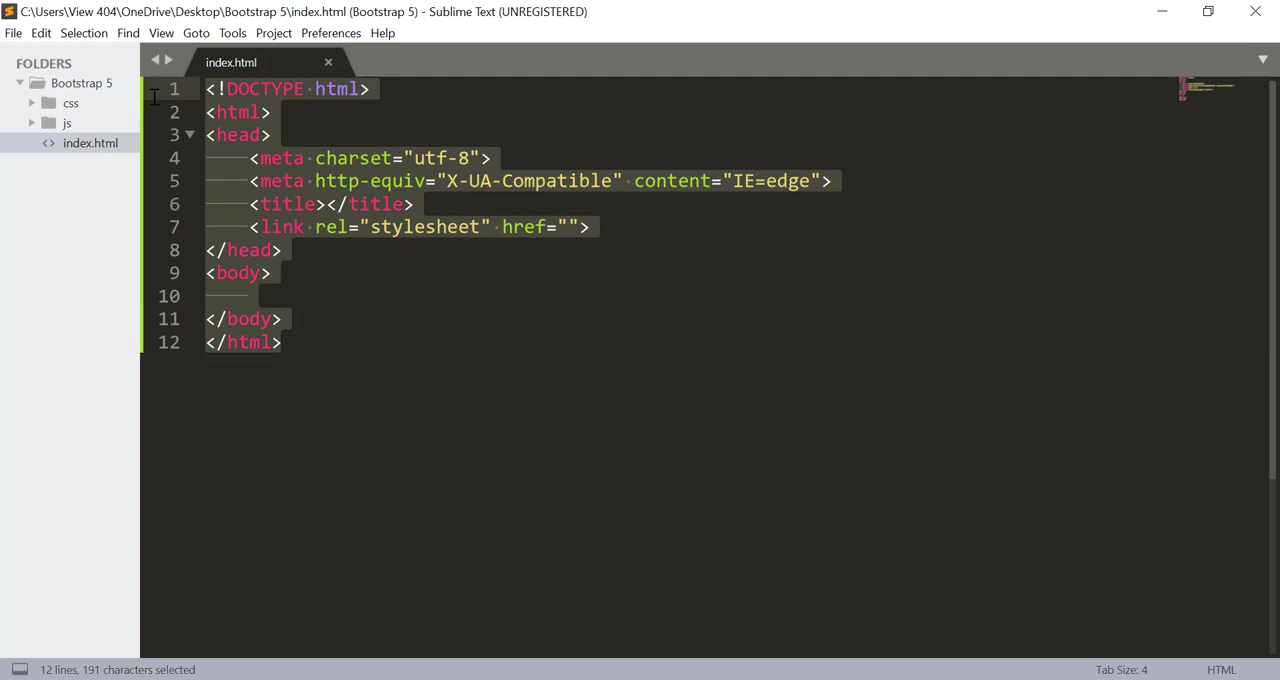 C:\Users\View 404\OneDrive\Desktop\Bootstrap 5\index.html (Bootstrap 5) - Sublime Text (UNREGISTERED)
File Edit Selection Find View Goto Tools Project Preferences Help
FOLDERS
Bootstrap 5
css
js
<> index.html
index.html
1 <!DOCTYPE html>
2 <html>
3 <head>
4 <meta charset="utf-8">
5 <meta http-equiv="X-UA-Compatible" content="IE=edge">
6 <title></title>
7 <link rel="stylesheet" href="">
8 </head>
9 <body>
10
11 </body>
12 </html>
12 lines, 191 characters selected
Tab Size: 4
HTML